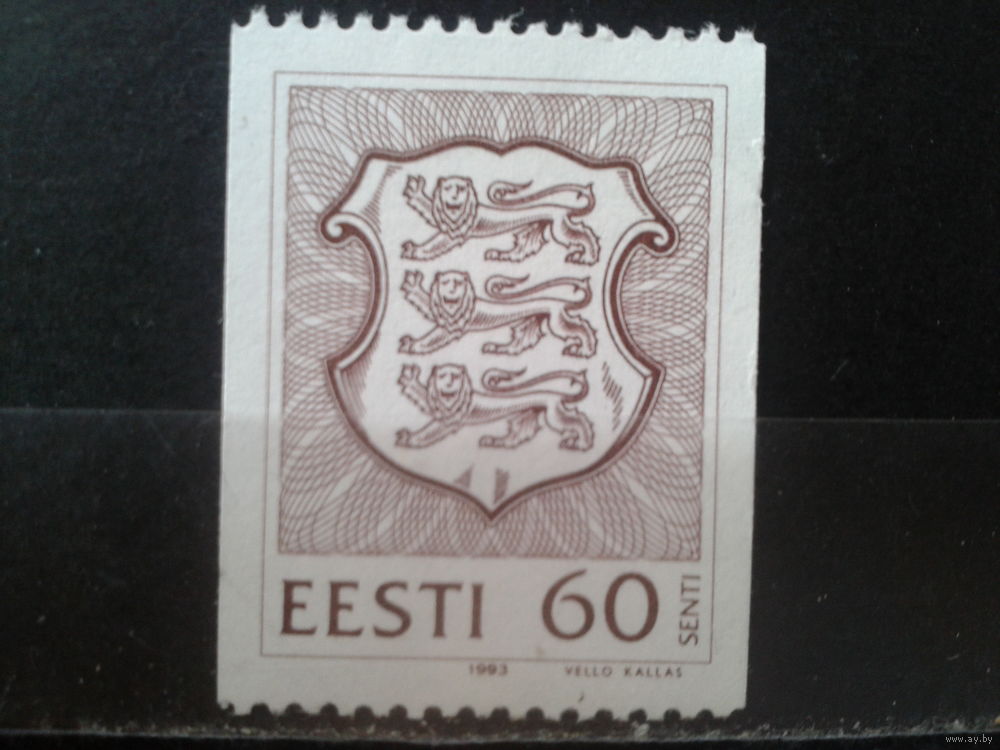 EESTI 60 SENTI
1993 VELLO KALLAS
www.ay.by